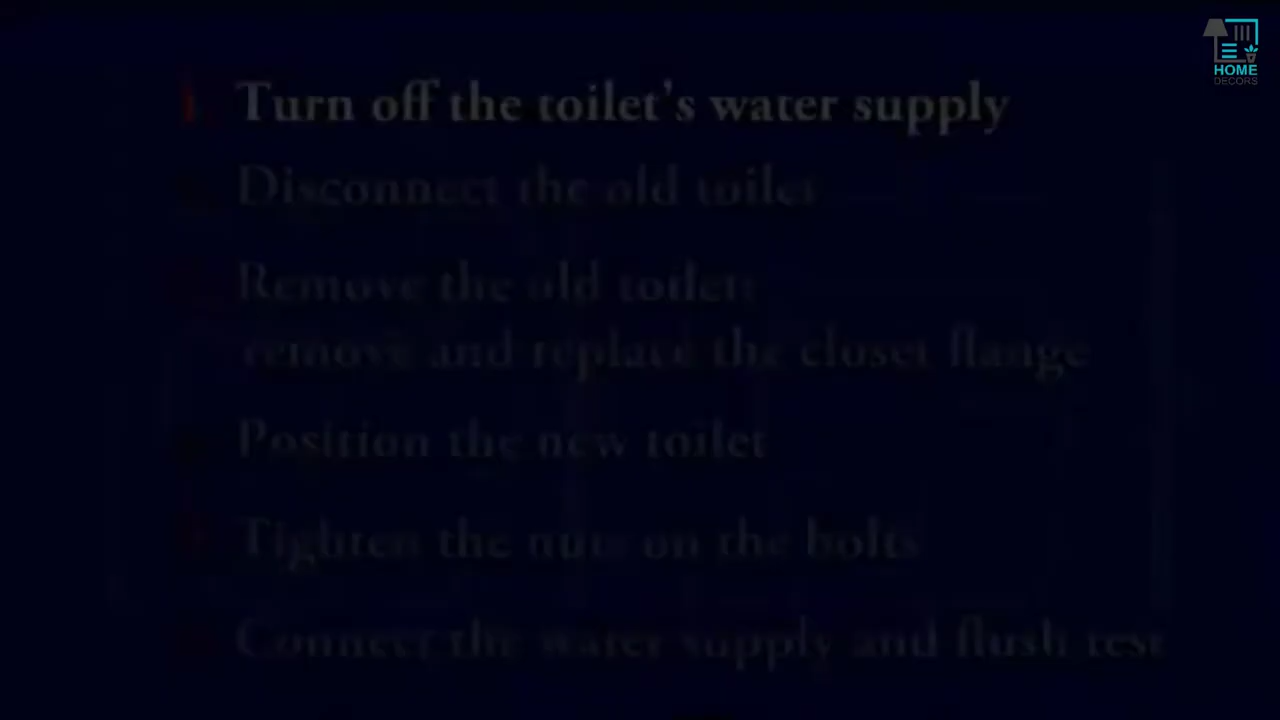 1. Turn off the toilet's water supply
Disconnect the old toilet
Remove the old toilet;
remove and replace the closet flange
Position the new toilet
Tighten the nuts on the bolts
Connect the water supply and flush test
HOME
DECORS